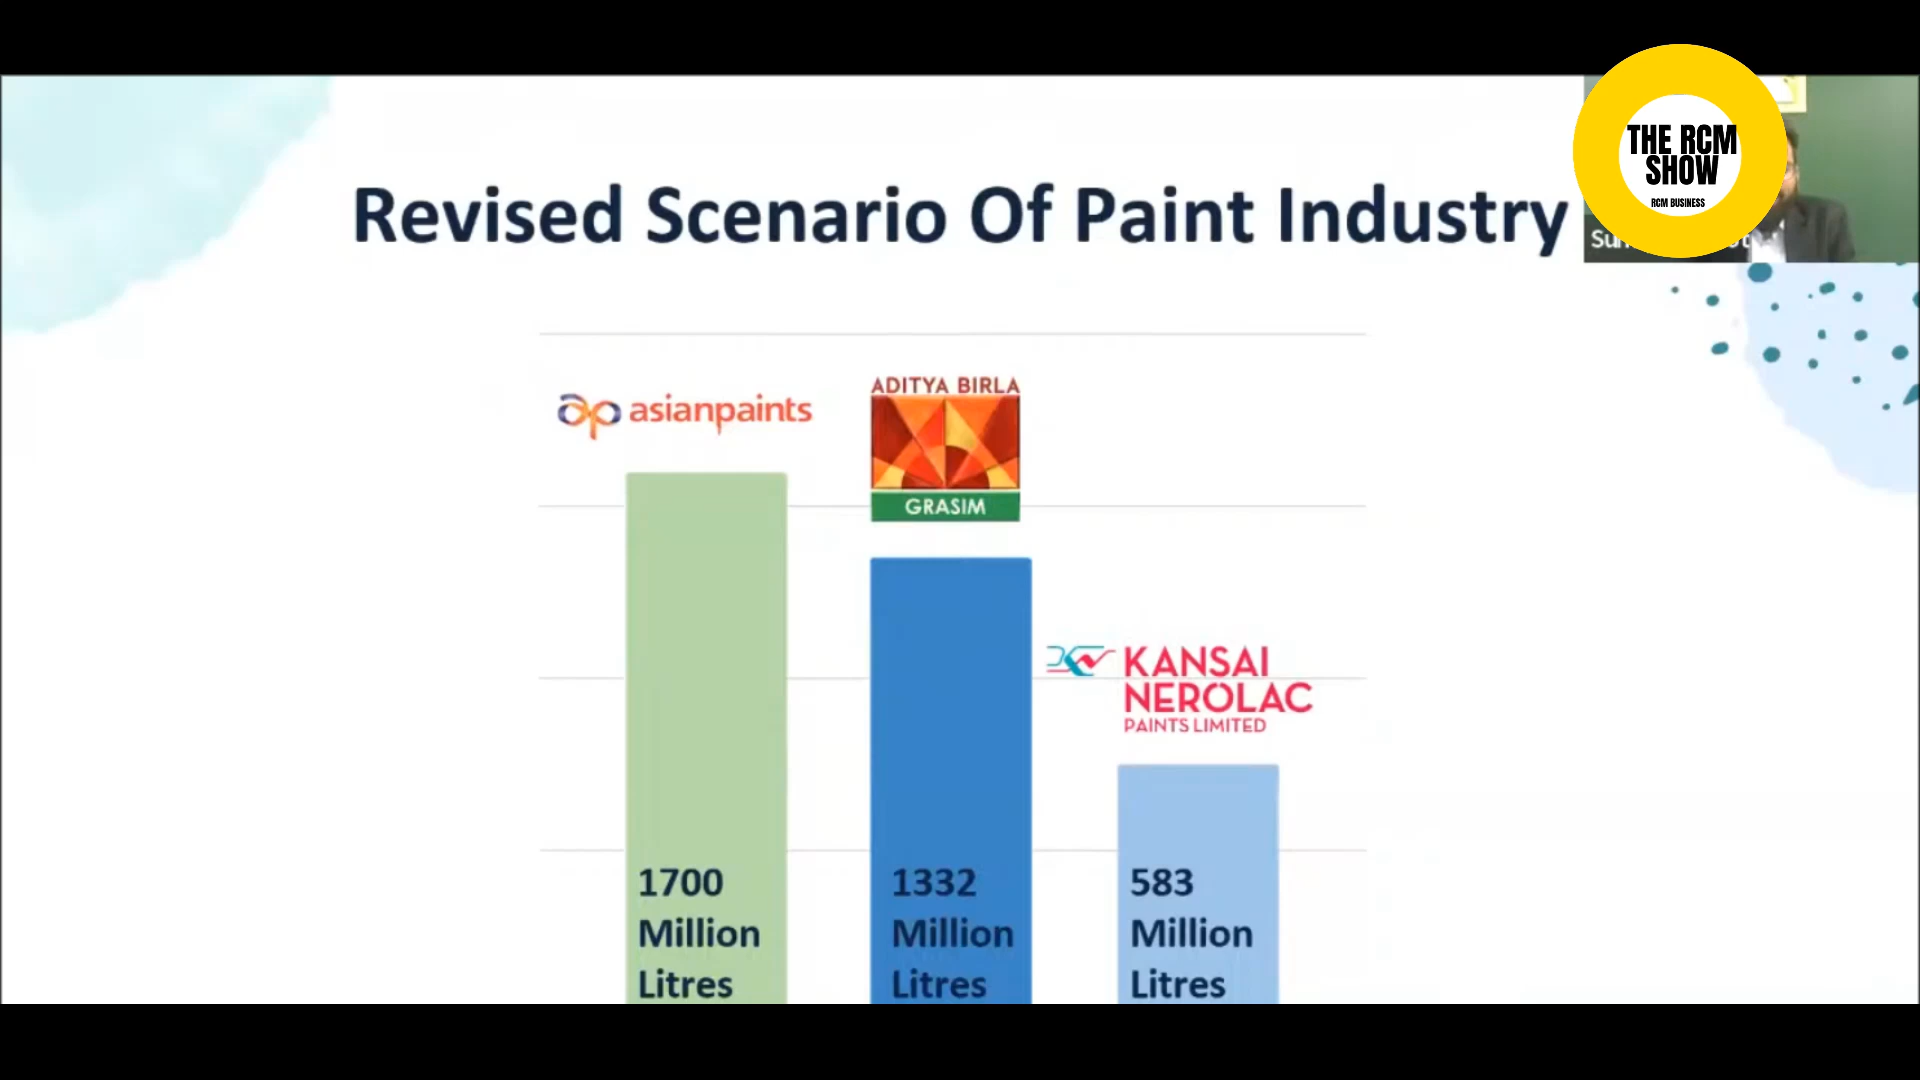 Revised Scenario Of Paint Industry
THE RCM
SHOW
RCM BUSINESS
asianpaints
ADITYA BIRLA
GRASIM
KANSAI
NEROLAC
PAINTS LIMITED
1700
Million
Litres
1332
Million
Litres
583
Million
Litres